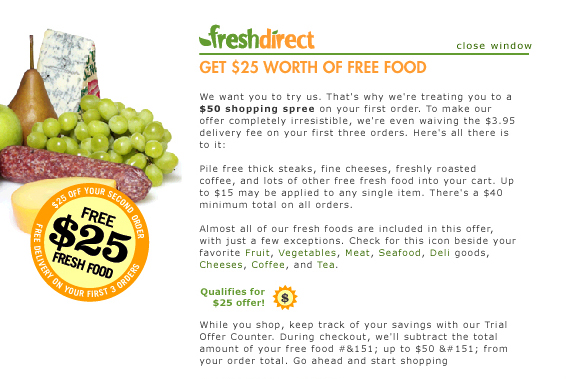 freshdirect
close window
GET $25 WORTH OF FREE FOOD
We want you to try us. That's why we're treating you to a
$50 shopping spree on your first order. To make our
offer completely irresistible, we're even waiving the $3.95
delivery fee on your first three orders. Here's all there is
to it:
Pile free thick steaks, fine cheeses, freshly roasted
coffee, and lots of other free fresh food into your cart. Up
to $15 may be applied to any single item. There's a $40
minimum total on all orders.
Almost all of our fresh foods are included in this offer,
with just a few exceptions. Check for this icon beside your
favorite Fruit, Vegetables, Meat, Seafood, Deli goods,
Cheeses, Coffee, and Tea.
Qualifies for
$25 offer!
$
While you shop, keep track of your savings with our Trial
Offer Counter. During checkout, we'll subtract the total
amount of your free food &#151; up to $50 &#151; from
your order total. Go ahead and start shopping
$25 OFF YOUR SECOND ORDER
FREE
$25
FRESH FOOD
FREE DELIVERY ON YOUR FIRST 3 ORDERS